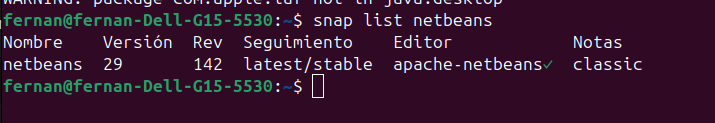 WARNING: package com.apple.laf not in java.desktop
fernan@fernan-Dell-G15-5530:~$ snap list netbeans
Nombre    Versión  Rev  Seguimiento    Editor            Notas
netbeans  29       142  latest/stable  apache-netbeans✓  classic
fernan@fernan-Dell-G15-5530:~$